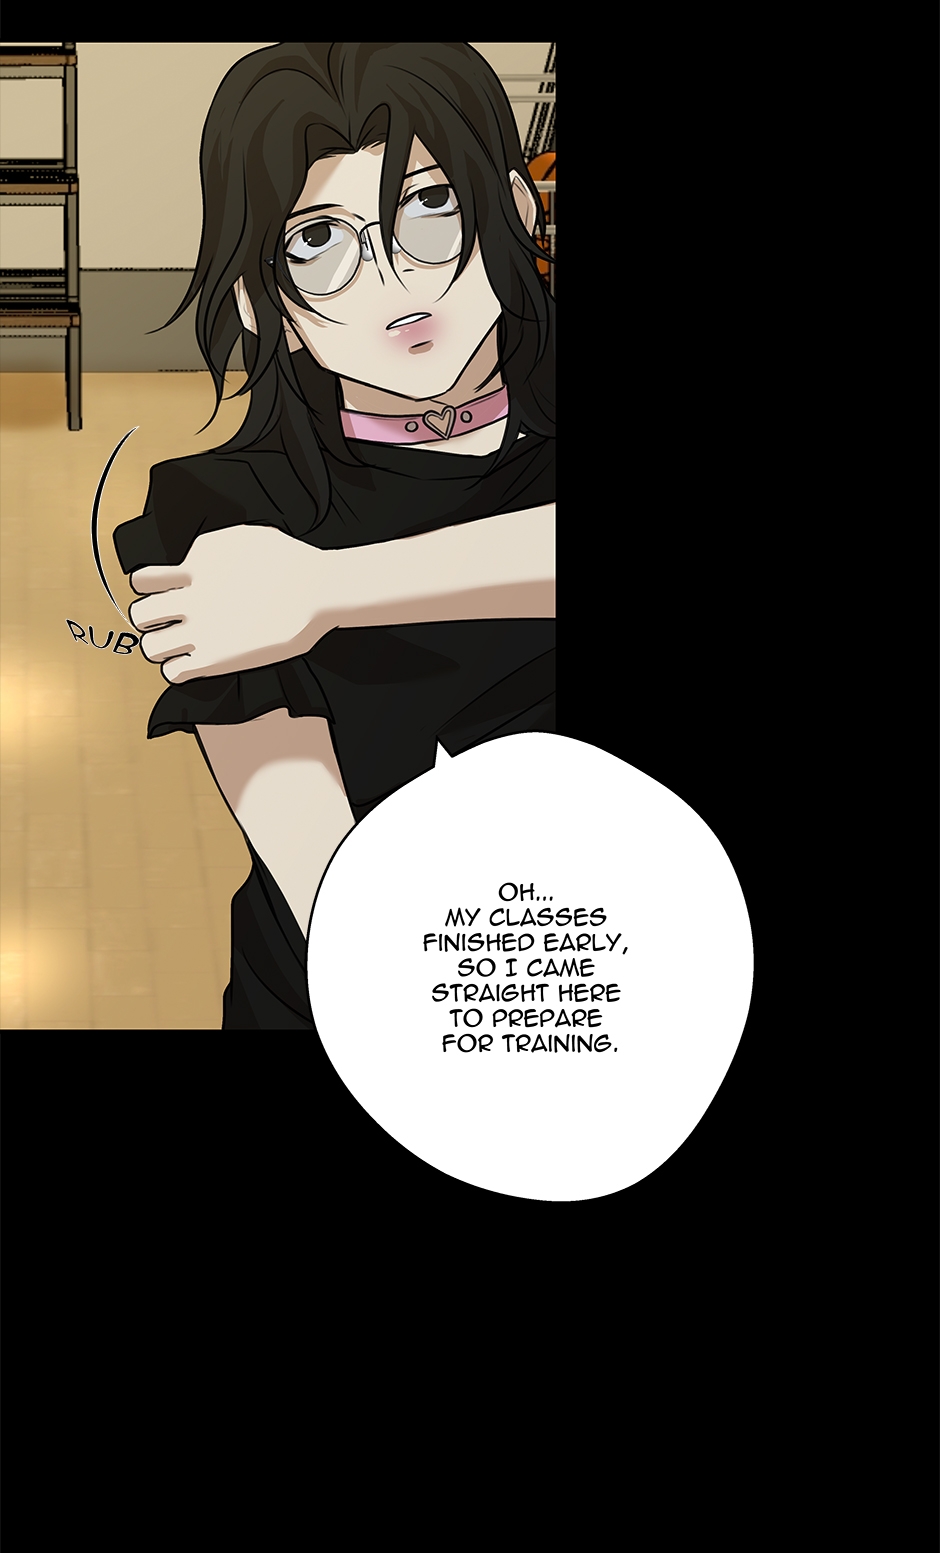 RUB
OH...
MY CLASSES
FINISHED EARLY,
SO I CAME
STRAIGHT HERE
TO PREPARE
FOR TRAINING.